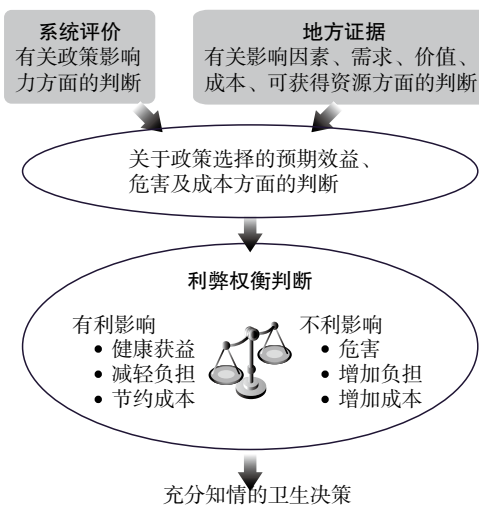 系统评价
有关政策影响
力方面的判断
地方证据
有关影响因素、需求、价值、
成本、可获得资源方面的判断
关于政策选择的预期效益、
危害及成本方面的判断
利弊权衡判断
有利影响
• 健康获益
• 减轻负担
• 节约成本
不利影响
• 危害
• 增加负担
• 增加成本
充分知情的卫生决策